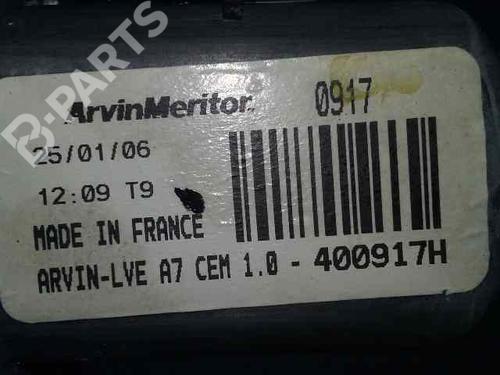 B-PARTS
ArvinMeritor. 0917
25/01/06
12:09 T9
MADE IN FRANCE
ARVIN-LVE A7 CEM 1.0 - 400917H